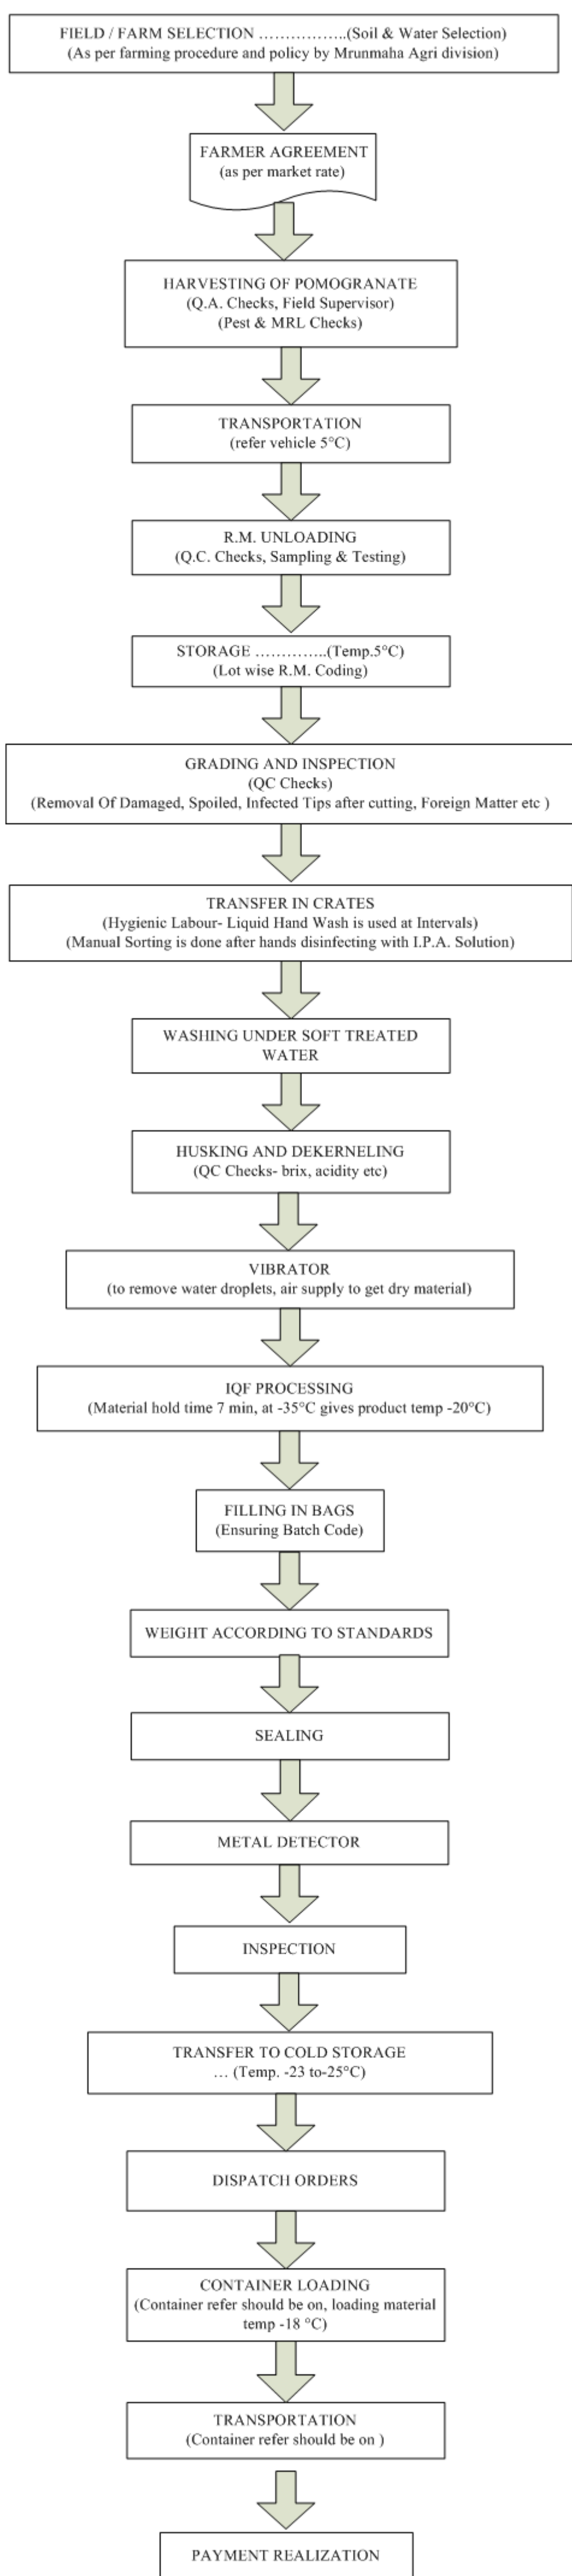 FIELD / FARM SELECTION ……………..(Soil & Water Selection)
(As per farming procedure and policy by Mrunmaha Agri division)
FARMER AGREEMENT
(as per market rate)
HARVESTING OF POMOGRANATE
(Q.A. Checks, Field Supervisor)
(Pest & MRL Checks)
TRANSPORTATION
(refer vehicle 5°C)
R.M. UNLOADING
(Q.C. Checks, Sampling & Testing)
STORAGE …………..(Temp.5°C)
(Lot wise R.M. Coding)
GRADING AND INSPECTION
(QC Checks)
(Removal Of Damaged, Spoiled, Infected Tips after cutting, Foreign Matter etc )
TRANSFER IN CRATES
(Hygienic Labour- Liquid Hand Wash is used at Intervals)
(Manual Sorting is done after hands disinfecting with I.P.A. Solution)
WASHING UNDER SOFT TREATED
WATER
HUSKING AND DEKERNELING
(QC Checks- brix, acidity etc)
VIBRATOR
(to remove water droplets, air supply to get dry material)
IQF PROCESSING
(Material hold time 7 min, at -35°C gives product temp -20°C)
FILLING IN BAGS
(Ensuring Batch Code)
WEIGHT ACCORDING TO STANDARDS
SEALING
METAL DETECTOR
INSPECTION
TRANSFER TO COLD STORAGE
… (Temp. -23 to-25°C)
DISPATCH ORDERS
CONTAINER LOADING
(Container refer should be on, loading material
temp -18 °C)
TRANSPORTATION
(Container refer should be on )
PAYMENT REALIZATION